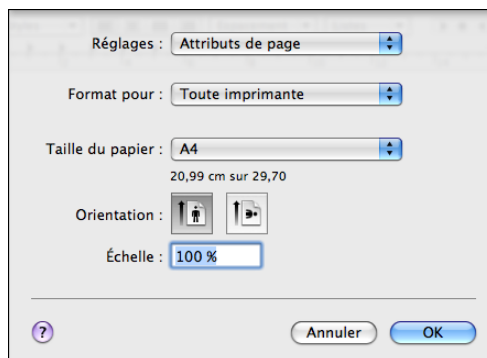 Réglages : Attributs de page
Format pour : Toute imprimante
Taille du papier : A4
20,99 cm sur 29,70
Orientation :
Échelle : 100 %
? Annuler OK